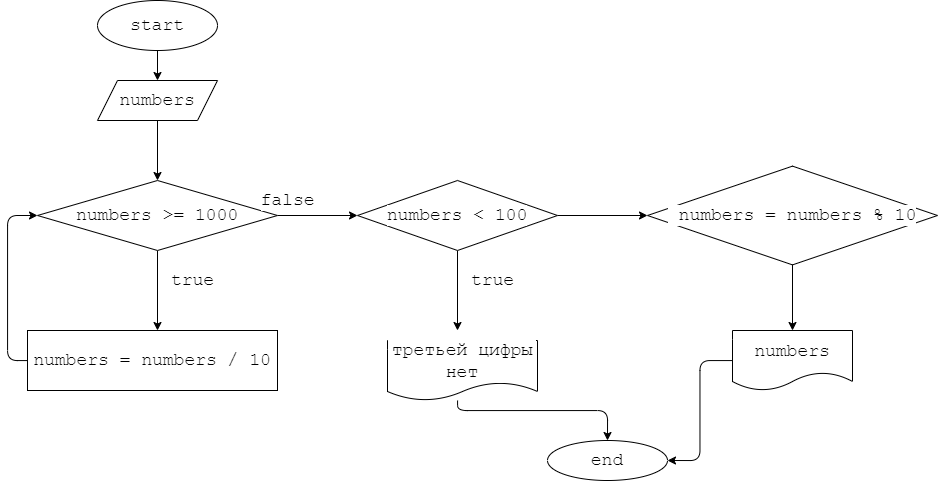 start
numbers
numbers >= 1000
false
numbers < 100
numbers = numbers % 10
true
true
numbers = numbers / 10
третьей цифры
нет
numbers
end